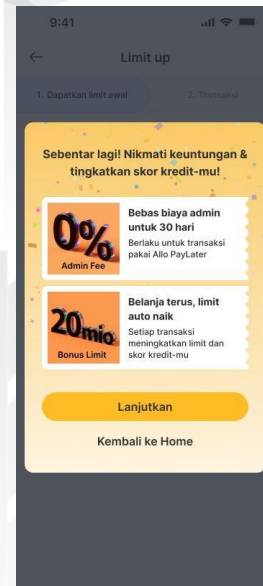 9:41
Limit up
1. Dapatkan limit awal
2. Transaksi
Sebentar lagi! Nikmati keuntungan &
tingkatkan skor kredit-mu!
0%
Admin Fee
Bebas biaya admin
untuk 30 hari
Berlaku untuk transaksi
pakai Allo PayLater
20mio
Bonus Limit
Belanja terus, limit
auto naik
Setiap transaksi
meningkatkan limit dan
skor kredit-mu
Lanjutkan
Kembali ke Home